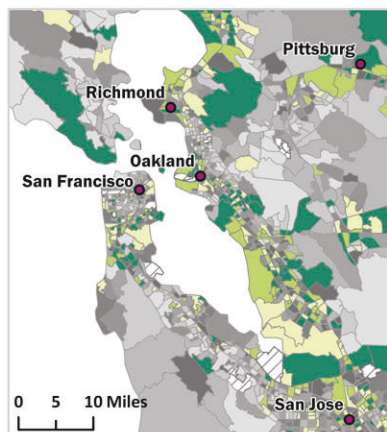 Pittsburg
Richmond
Oakland
San Francisco
0 5 10 Miles
San Jose